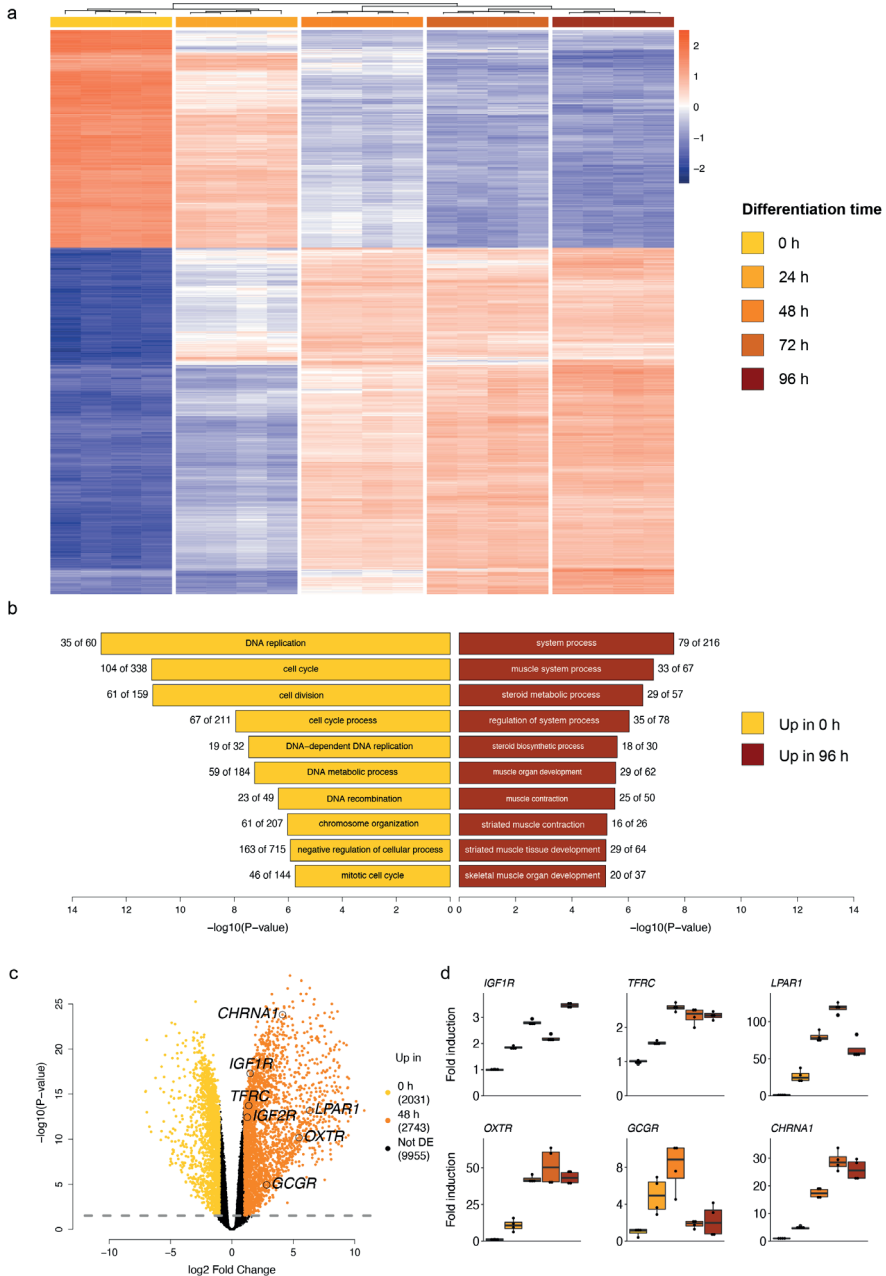 a
2
1
0
−1
−2
Differentiation time
0 h
24 h
48 h
72 h
96 h
b
35 of 60
DNA replication
system process
79 of 216
104 of 338
cell cycle
muscle system process
33 of 67
61 of 159
cell division
steroid metabolic process
29 of 57
67 of 211
cell cycle process
regulation of system process
35 of 78
19 of 32
DNA−dependent DNA replication
steroid biosynthetic process
18 of 30
59 of 184
DNA metabolic process
muscle organ development
29 of 62
23 of 49
DNA recombination
muscle contraction
25 of 50
61 of 207
chromosome organization
striated muscle contraction
16 of 26
163 of 715
negative regulation of cellular process
striated muscle tissue development
29 of 64
46 of 144
mitotic cell cycle
skeletal muscle organ development
20 of 37
Up in 0 h
Up in 96 h
14 12 10 8 6 4 2 0
−log10(P−value)
0 2 4 6 8 10 12 14
−log10(P−value)
c
−log10(P−value)
25
20
15
10
5
0
CHRNA1
IGF1R
TFRC
IGF2R
LPAR1
OXTR
GCGR
−10 −5 0 5 10
log2 Fold Change
Up in
0 h
(2031)
48 h
(2743)
Not DE
(9955)
d
IGF1R
Fold induction
3
2
1
0
TFRC
2
1
0
LPAR1
100
50
0
OXTR
Fold induction
50
25
0
GCGR
8
4
0
CHRNA1
30
20
10
0